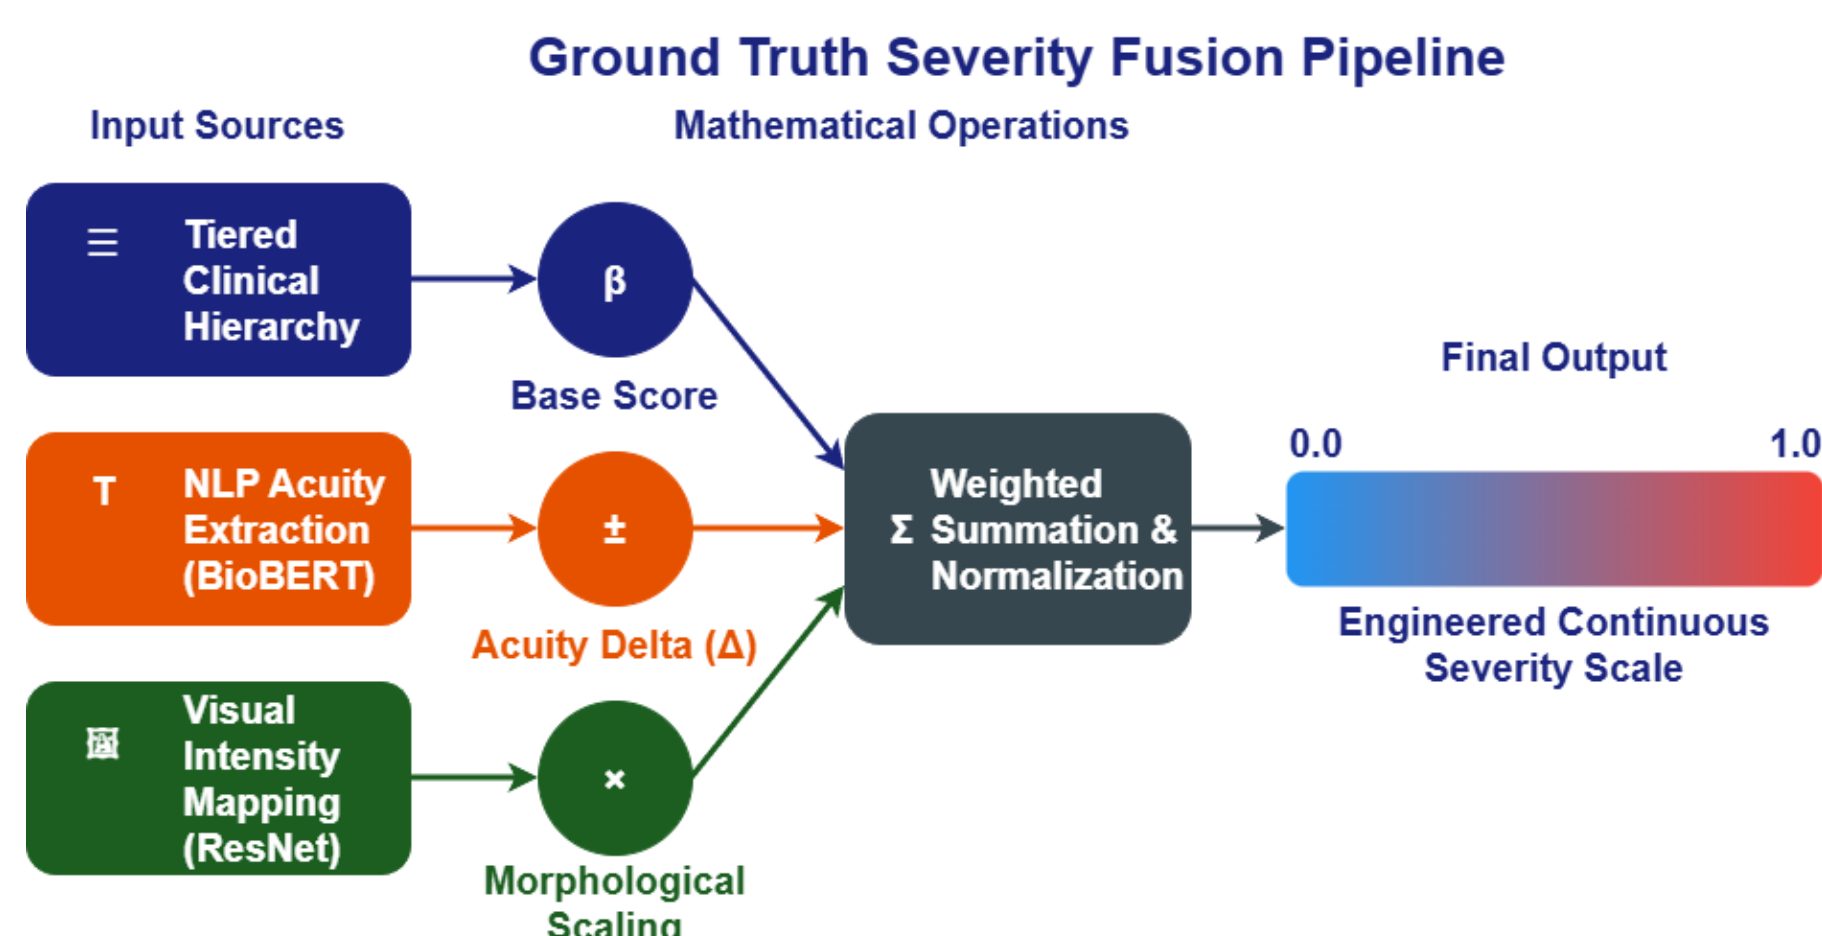 Ground Truth Severity Fusion Pipeline
Input Sources
Mathematical Operations
☰
Tiered
Clinical
Hierarchy
β
Base Score
T
NLP Acuity
Extraction
(BioBERT)
±
Acuity Delta (Δ)
Visual
Intensity
Mapping
(ResNet)
×
Morphological
Scaling
Weighted
Σ Summation &
Normalization
Final Output
0.0
1.0
Engineered Continuous
Severity Scale